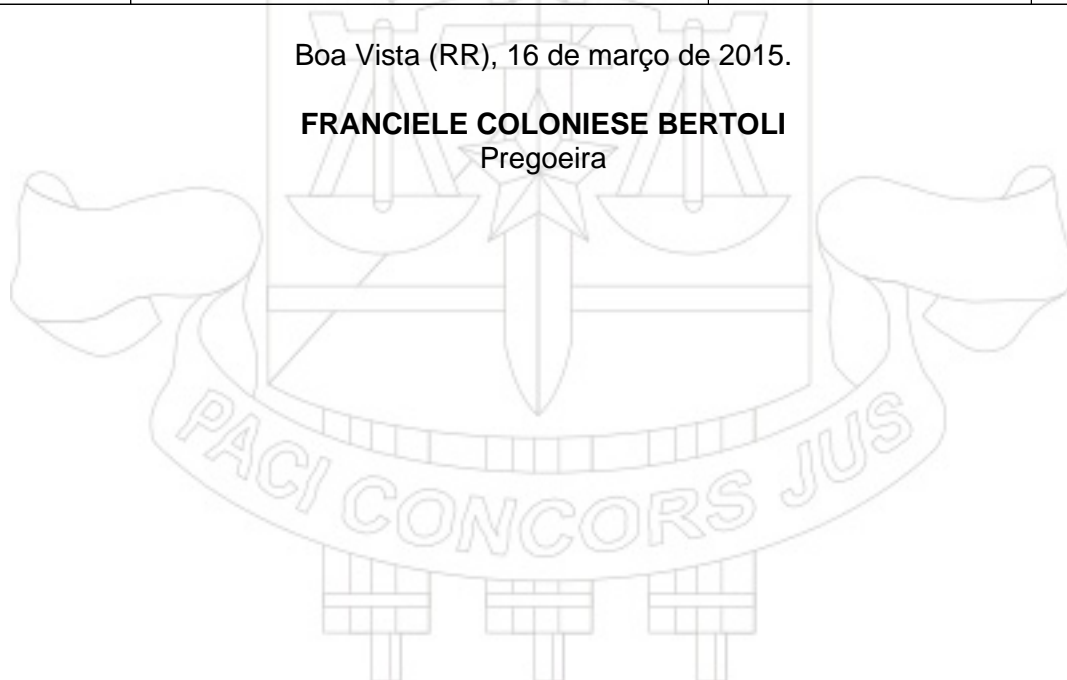 Boa Vista (RR), 16 de março de 2015.
FRANCIELE COLONIESE BERTOLI
Pregoeira
PACI CONCORS JUS